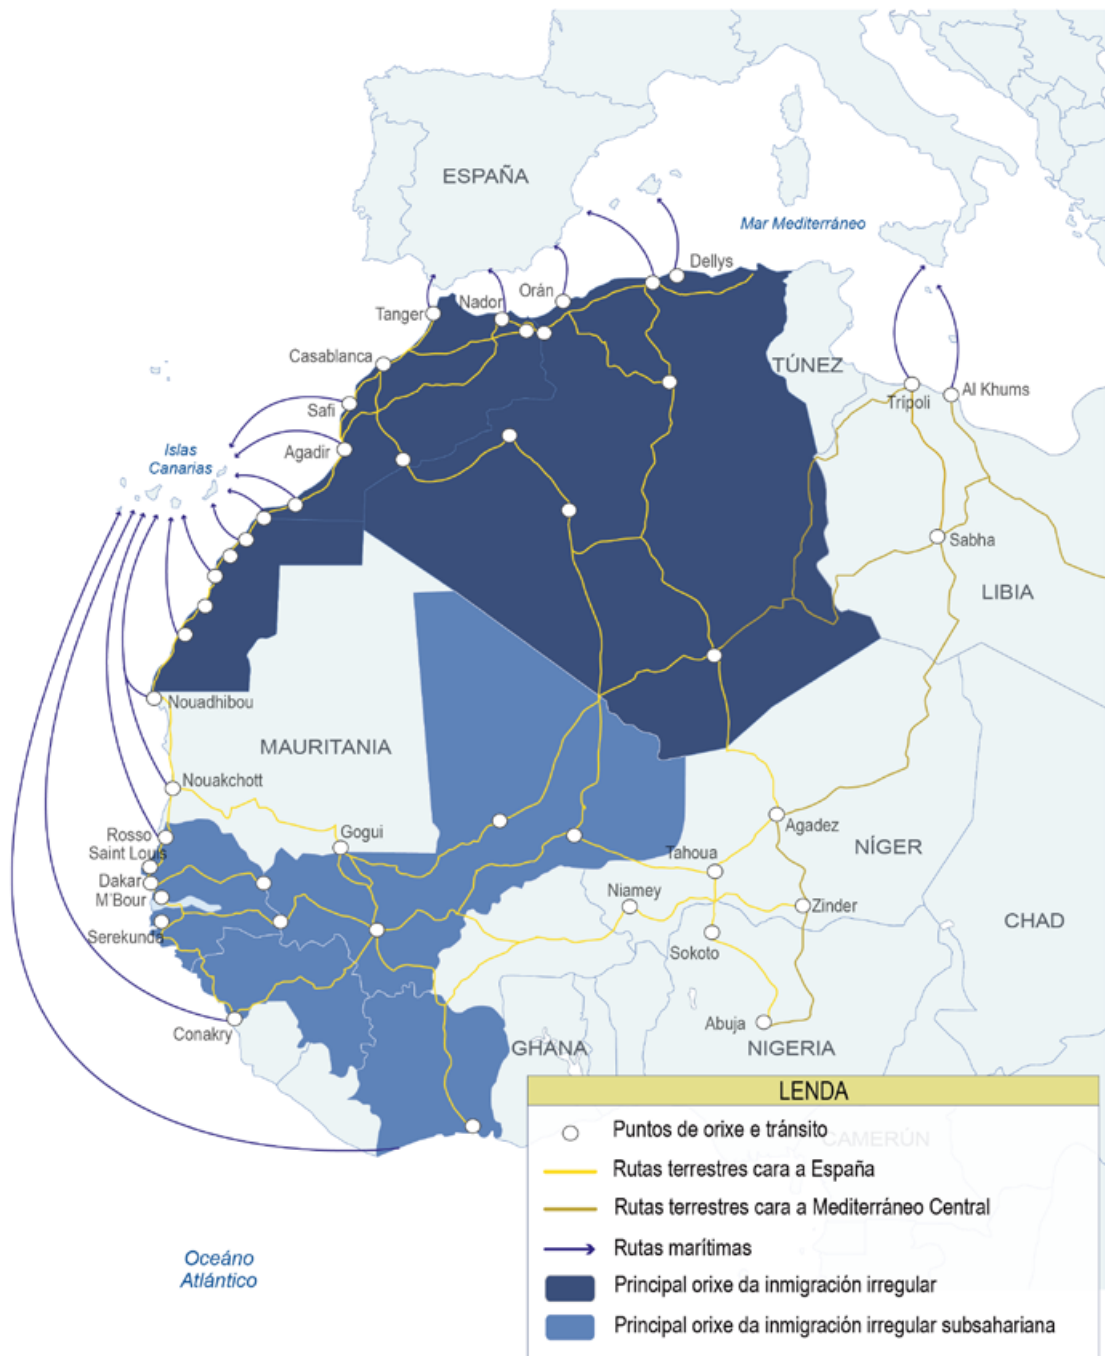 ESPAÑA
Mar Mediterráneo
Dellys
Orán
Nador
Tanger
Casablanca
TÚNEZ
Trípoli
Al Khums
Safi
Agadir
Islas
Canarias
Sabha
LIBIA
Nouadhibou
MAURITANIA
Nouakchott
Rosso
Saint Louis
Gogui
Agadez
NÍGER
Tahoua
Dakar
M´Bour
Niamey
Zinder
CHAD
Serekunda
Sokoto
Conakry
Abuja
GHANA
NIGERIA
LENDA
Puntos de orixe e tránsito
CAMERÚN
Rutas terrestres cara a España
Rutas terrestres cara a Mediterráneo Central
Rutas marítimas
Oceáno
Atlántico
Principal orixe da inmigración irregular
Principal orixe da inmigración irregular subsahariana